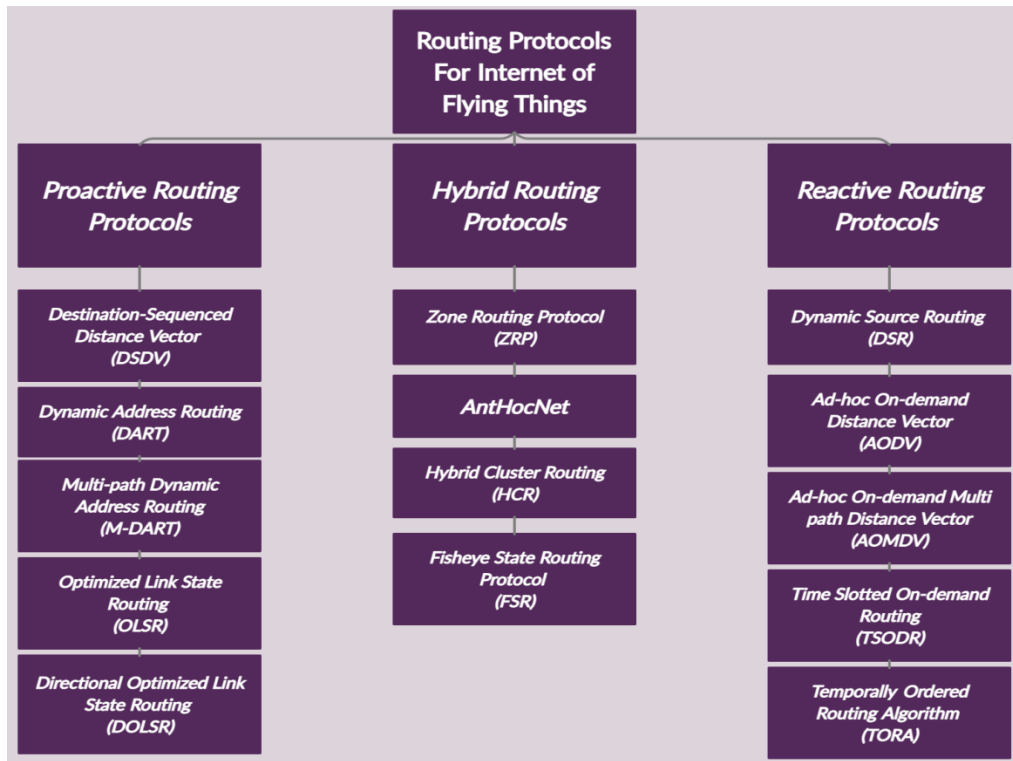 Routing Protocols
For Internet of
Flying Things
Proactive Routing
Protocols
Destination-Sequenced
Distance Vector
(DSDV)
Dynamic Address Routing
(DART)
Multi-path Dynamic
Address Routing
(M-DART)
Optimized Link State
Routing
(OLSR)
Directional Optimized Link
State Routing
(DOLSR)
Hybrid Routing
Protocols
Zone Routing Protocol
(ZRP)
AntHocNet
Hybrid Cluster Routing
(HCR)
Fisheye State Routing
Protocol
(FSR)
Reactive Routing
Protocols
Dynamic Source Routing
(DSR)
Ad-hoc On-demand
Distance Vector
(AODV)
Ad-hoc On-demand Multi
path Distance Vector
(AOMDV)
Time Slotted On-demand
Routing
(TSODR)
Temporally Ordered
Routing Algorithm
(TORA)